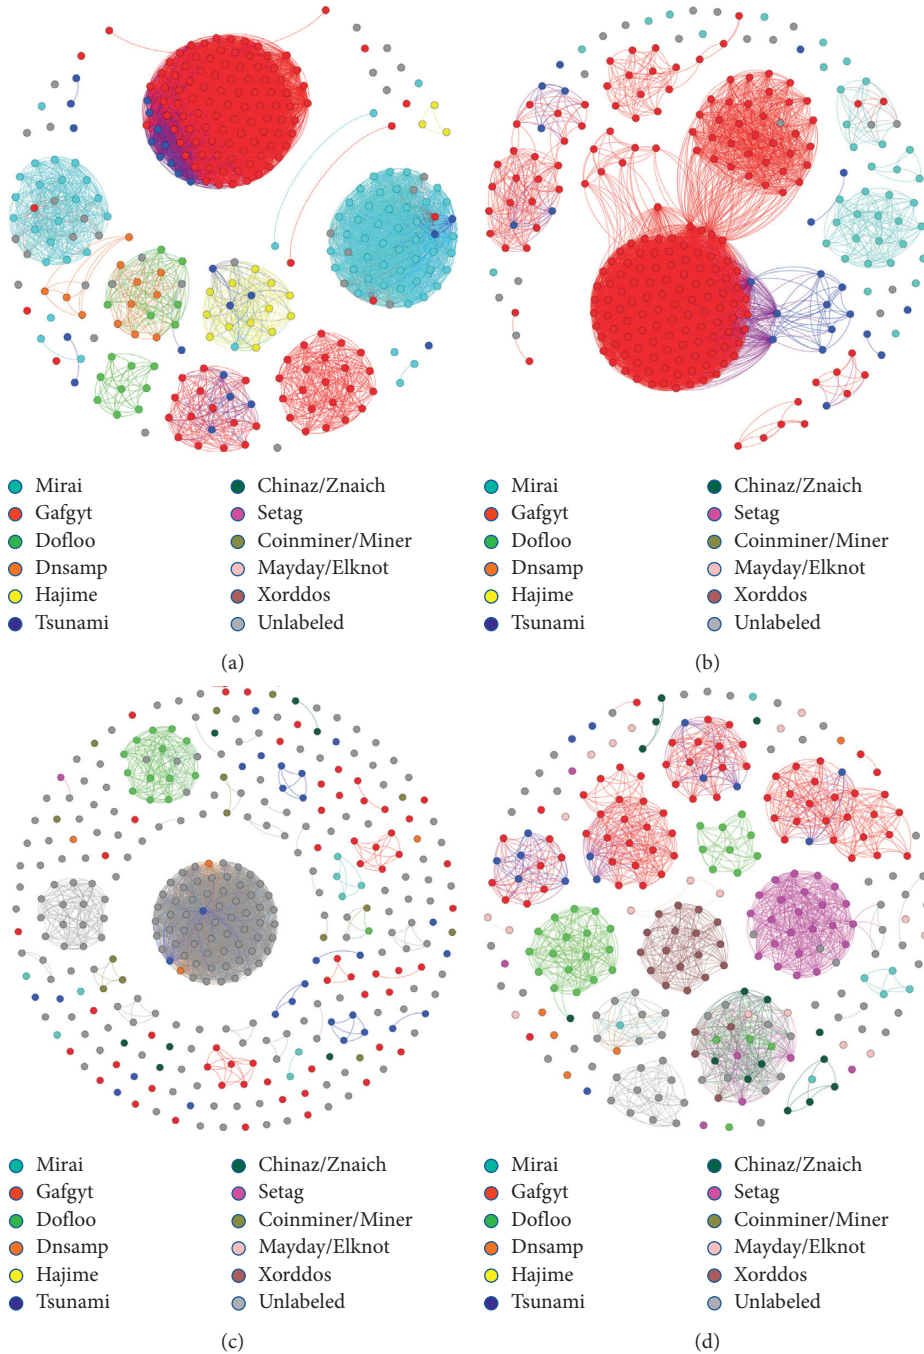 Mirai
Gafgyt
Dofloo
Dnsamp
Hajime
Tsunami
Chinaz/Znaich
Setag
Coinminer/Miner
Mayday/Elknot
Xorddos
Unlabeled
(a)
Mirai
Gafgyt
Dofloo
Dnsamp
Hajime
Tsunami
Chinaz/Znaich
Setag
Coinminer/Miner
Mayday/Elknot
Xorddos
Unlabeled
(b)
Mirai
Gafgyt
Dofloo
Dnsamp
Hajime
Tsunami
Chinaz/Znaich
Setag
Coinminer/Miner
Mayday/Elknot
Xorddos
Unlabeled
(c)
Mirai
Gafgyt
Dofloo
Dnsamp
Hajime
Tsunami
Chinaz/Znaich
Setag
Coinminer/Miner
Mayday/Elknot
Xorddos
Unlabeled
(d)